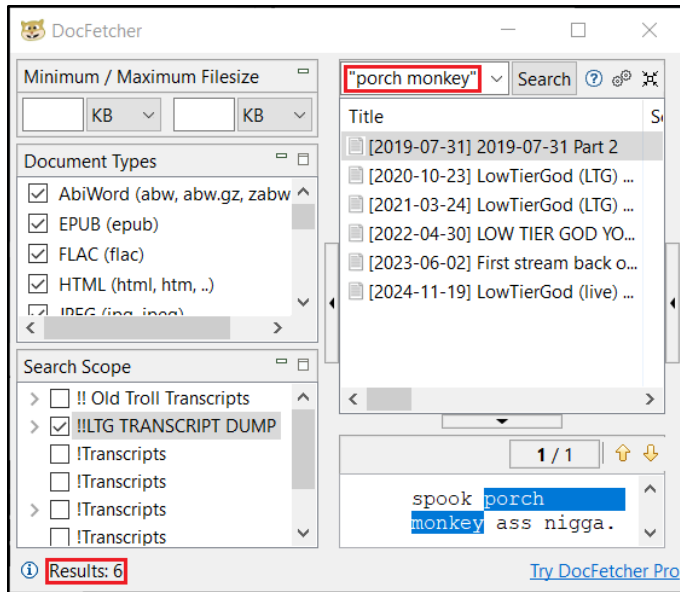 DocFetcher
Minimum / Maximum Filesize
KB
KB
Document Types
AbiWord (abw, abw.gz, zabw
EPUB (epub)
FLAC (flac)
HTML (html, htm, ..)
JPEG (jpg, jpeg)
Search Scope
!! Old Troll Transcripts
!!LTG TRANSCRIPT DUMP
!Transcripts
!Transcripts
!Transcripts
!Transcripts
"porch monkey"
Search
Title
[2019-07-31] 2019-07-31 Part 2
[2020-10-23] LowTierGod (LTG) ...
[2021-03-24] LowTierGod (LTG) ...
[2022-04-30] LOW TIER GOD YO...
[2023-06-02] First stream back o...
[2024-11-19] LowTierGod (live) ...
1 / 1
spook porch
monkey ass nigga.
Results: 6
Try DocFetcher Pro